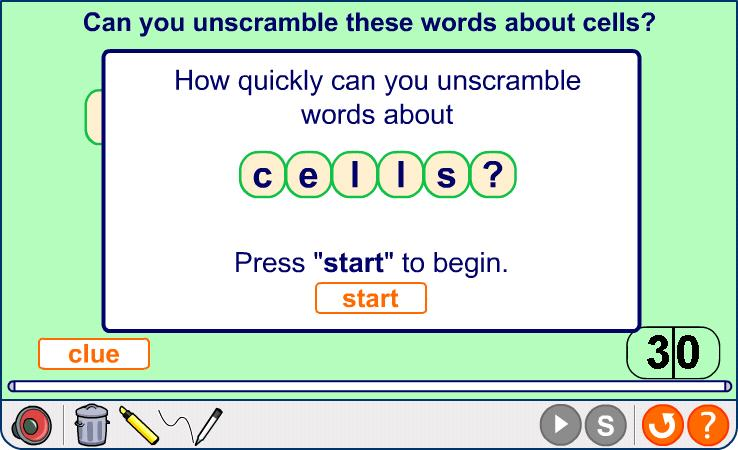 Can you unscramble these words about cells?
How quickly can you unscramble
words about
cells?
Press "start" to begin.
start
clue
30
S
?